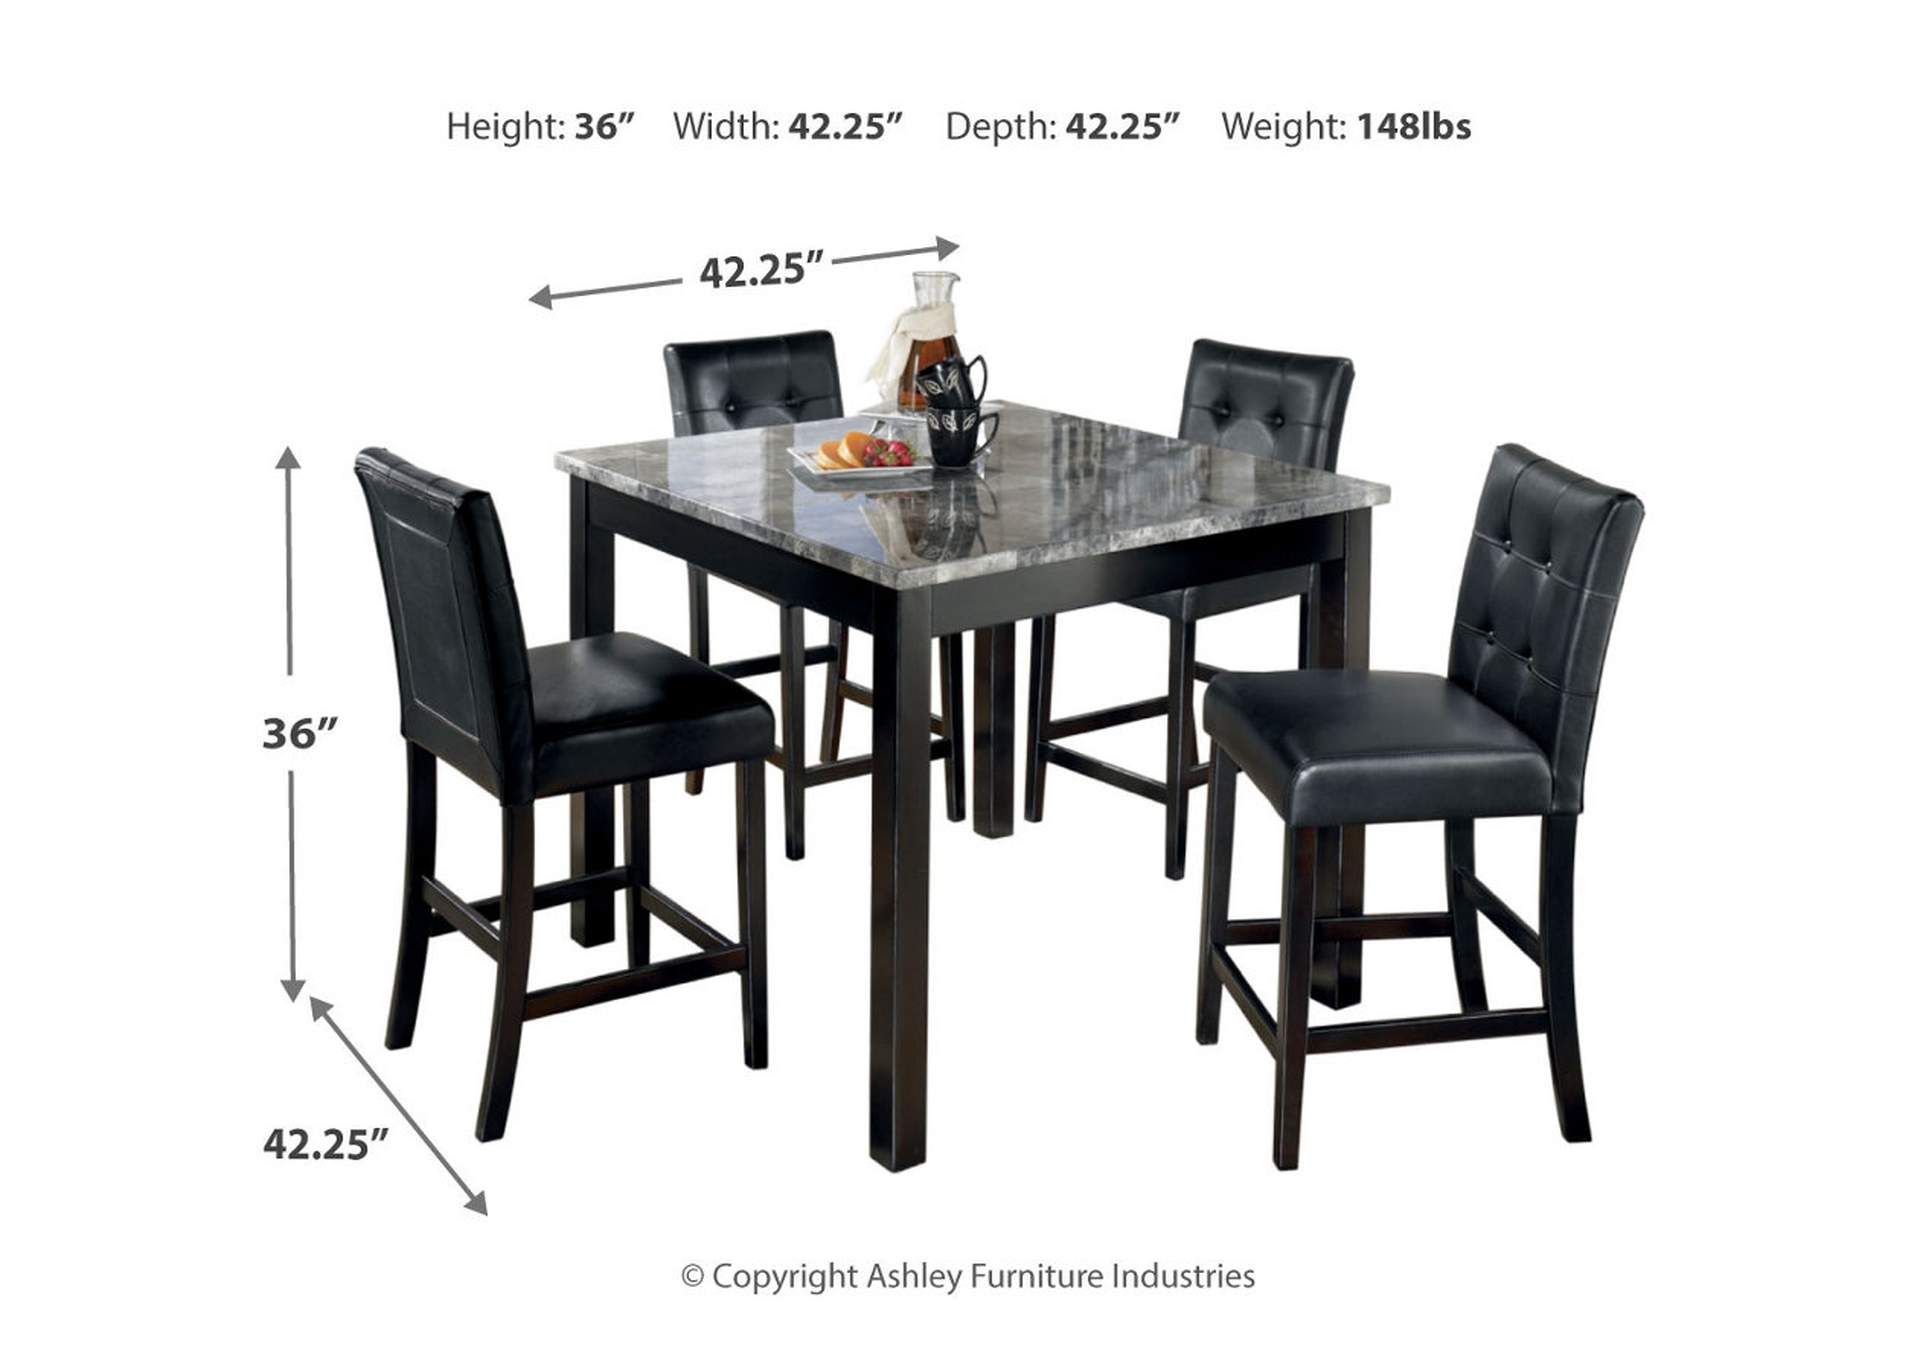 Height: 36” Width: 42.25” Depth: 42.25” Weight: 148lbs
42.25”
36”
42.25”
© Copyright Ashley Furniture Industries